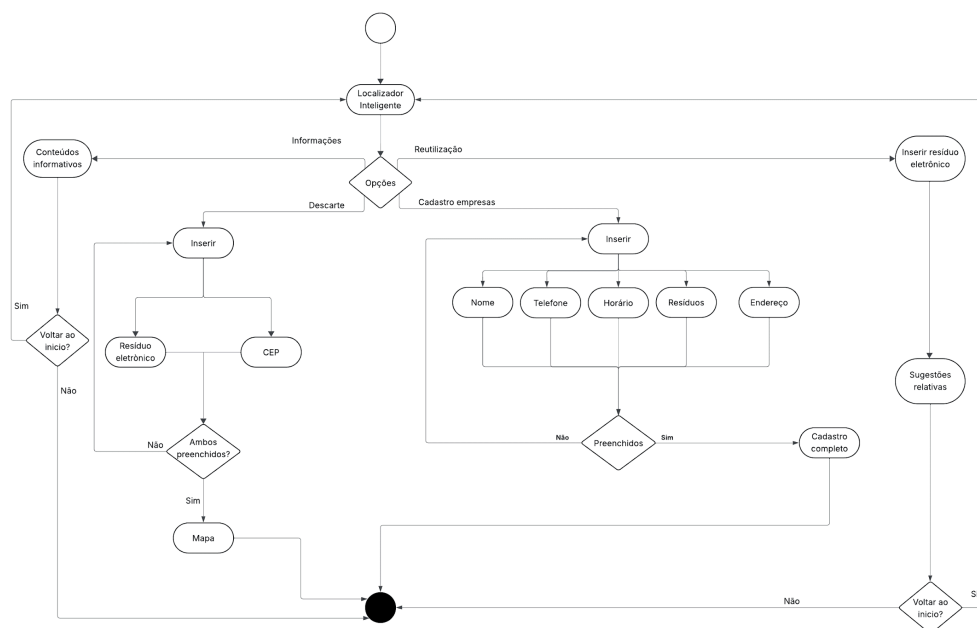 Localizador
Inteligente
Informações
Reutilização
Conteúdos
informativos
Inserir resíduo
eletrônico
Opções
Descarte
Cadastro empresas
Inserir
Inserir
Nome
Telefone
Horário
Resíduos
Endereço
Sim
Voltar ao
inicio?
Resíduo
eletrônico
CEP
Não
Sugestões
relativas
Não
Ambos
preenchidos?
Não
Preenchidos
Sim
Cadastro
completo
Sim
Mapa
Não
Voltar ao
inicio?